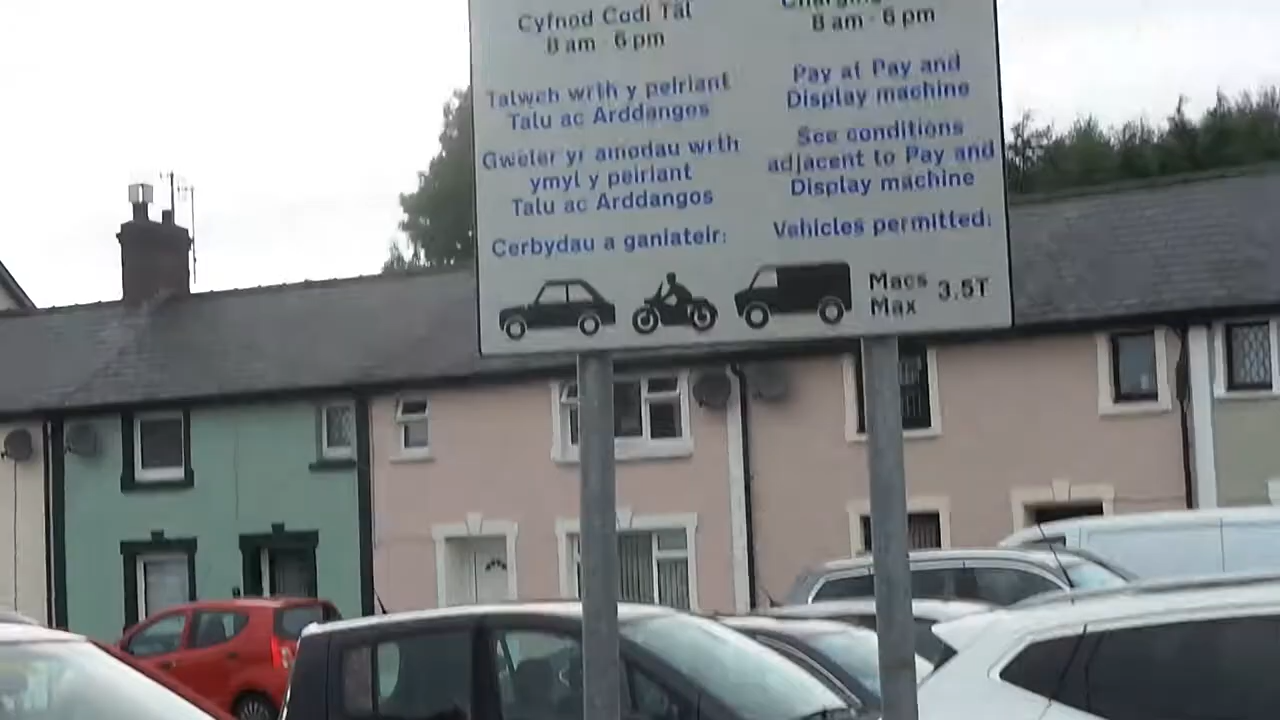 Cyfnod Codi Tâl
8 am - 6 pm
Talwch wrth y peiriant
Talu ac Arddangos
Gweler yr amodau wrth
ymyl y peiriant
Talu ac Arddangos
Cerbydau a ganiateir:
Charging
8 am - 6 pm
Pay at Pay and
Display machine
See conditions
adjacent to Pay and
Display machine
Vehicles permitted:
Macs
Max
3.5T